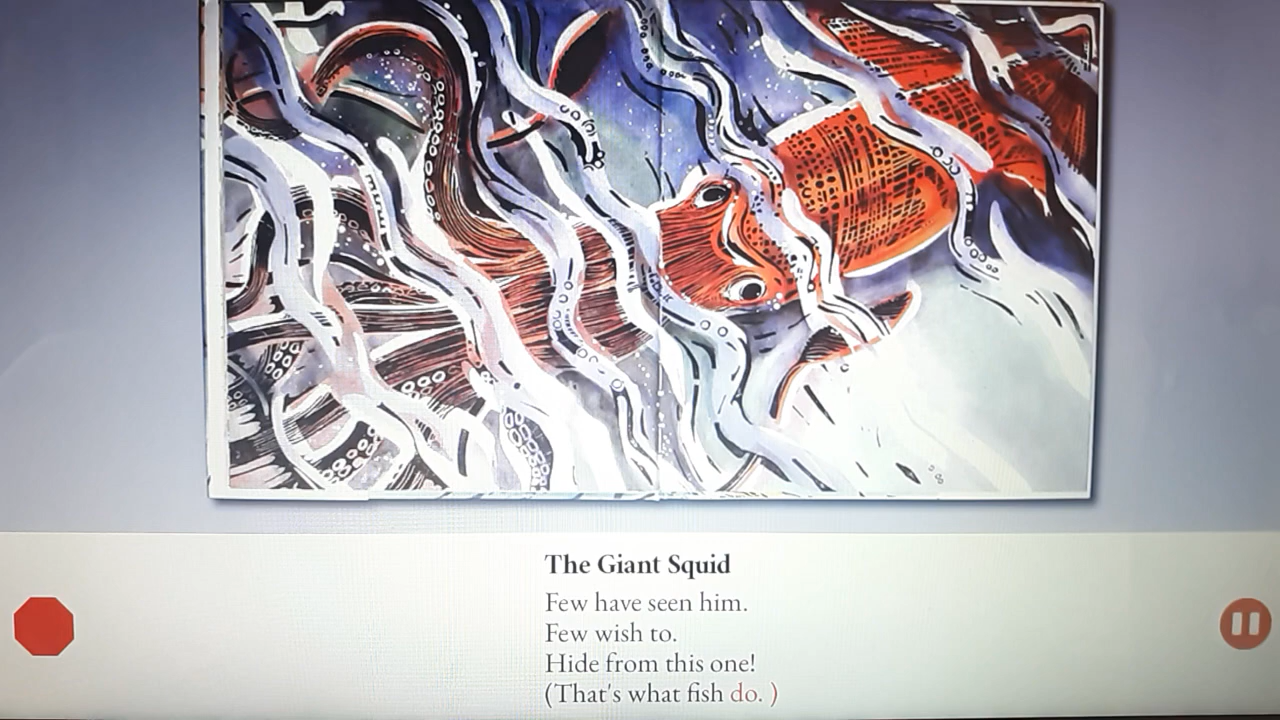 The Giant Squid
Few have seen him.
Few wish to.
Hide from this one!
(That's what fish do. )